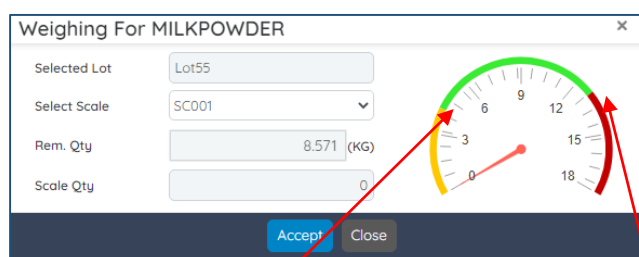 Weighing For MILKPOWDER ×
Selected Lot Lot55
Select Scale SC001
Rem. Qty 8.571 (KG)
Scale Qty 0
0 3 6 9 12 15 18
Accept Close